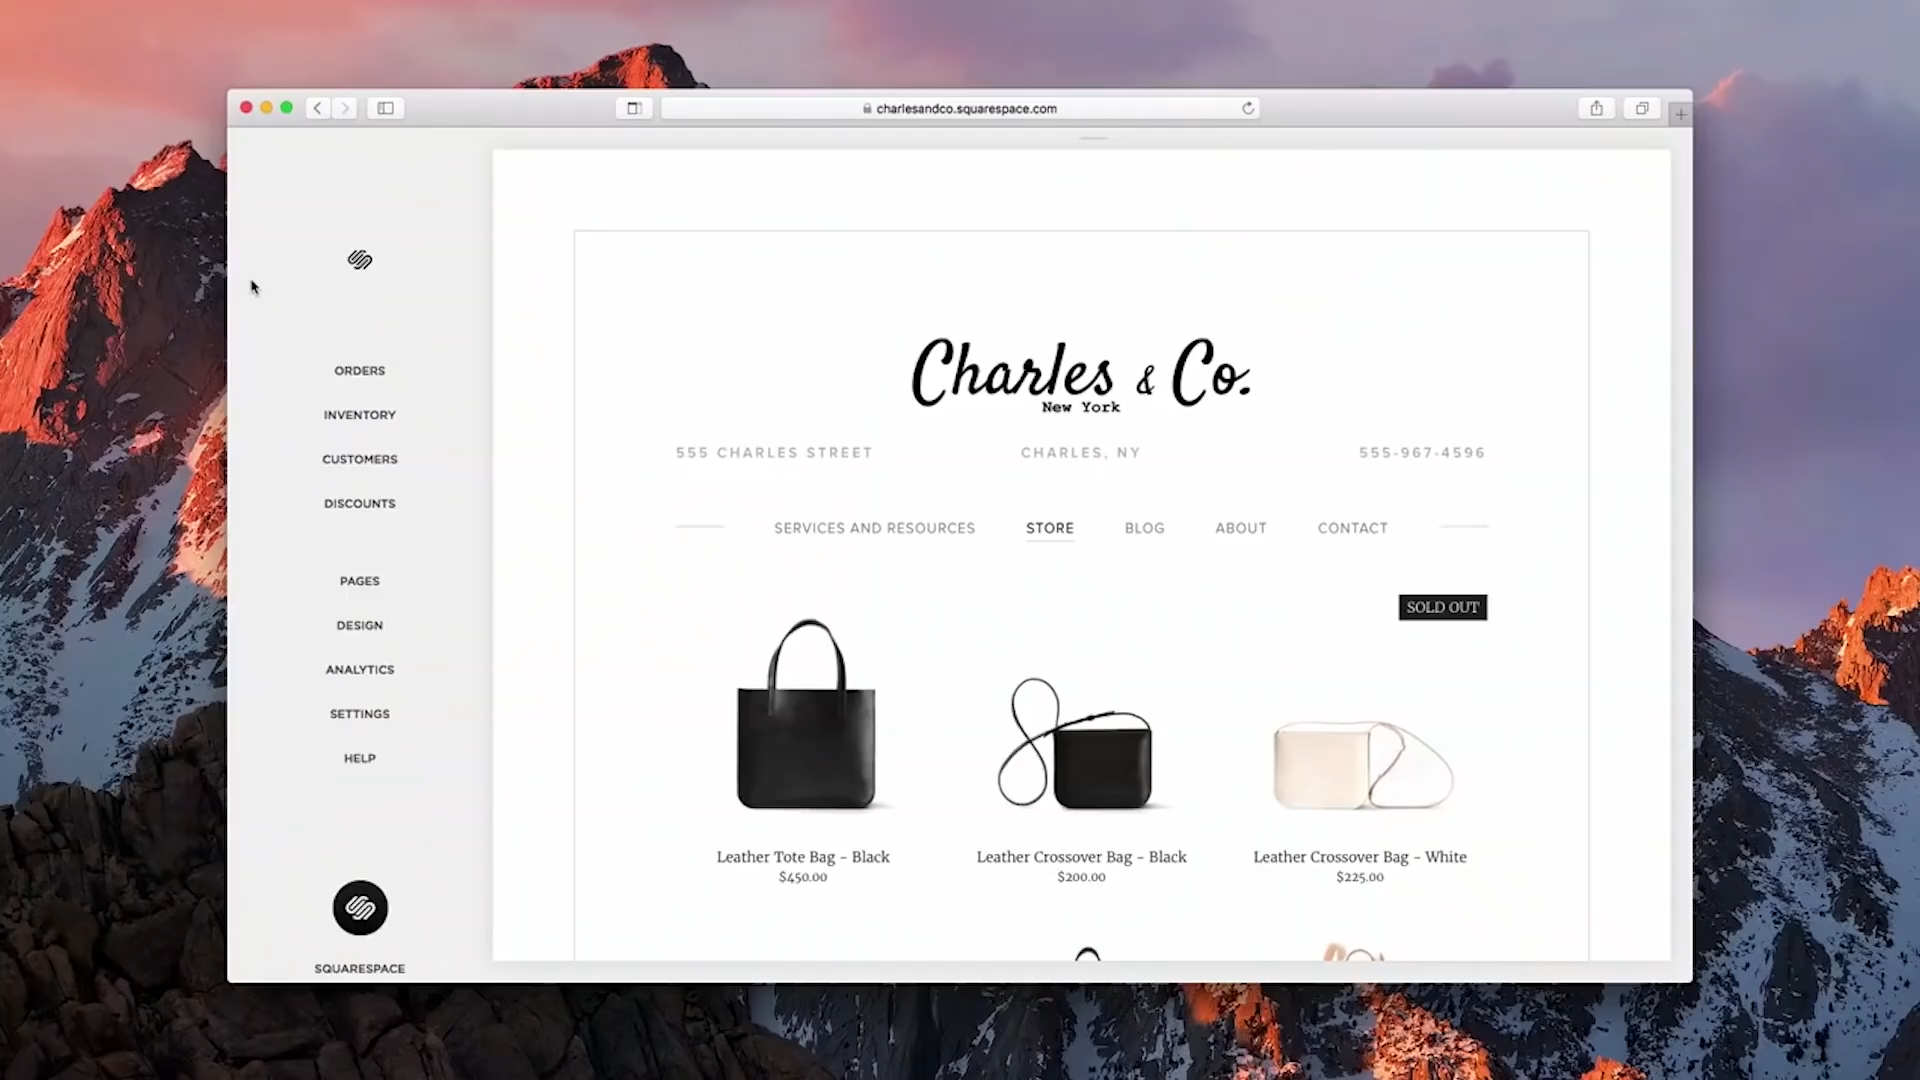 charlesandco.squarespace.com
ORDERS
INVENTORY
CUSTOMERS
DISCOUNTS
PAGES
DESIGN
ANALYTICS
SETTINGS
HELP
SQUARESPACE
Charles & Co.
New York
555 CHARLES STREET CHARLES, NY 555-967-4596
SERVICES AND RESOURCES STORE BLOG ABOUT CONTACT
SOLD OUT
Leather Tote Bag – Black
$450.00
Leather Crossover Bag – Black
$200.00
Leather Crossover Bag – White
$225.00